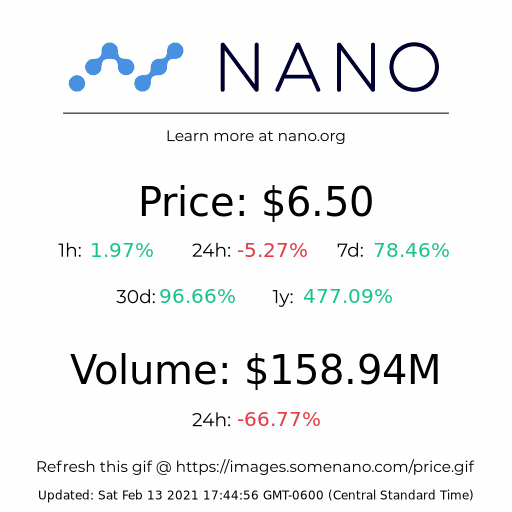 NANO
Learn more at nano.org
Price: $6.50
1h: 1.97% 24h: -5.27% 7d: 78.46%
30d: 96.66% 1y: 477.09%
Volume: $158.94M
24h: -66.77%
Refresh this gif @ https://images.somenano.com/price.gif
Updated: Sat Feb 13 2021 17:44:56 GMT-0600 (Central Standard Time)